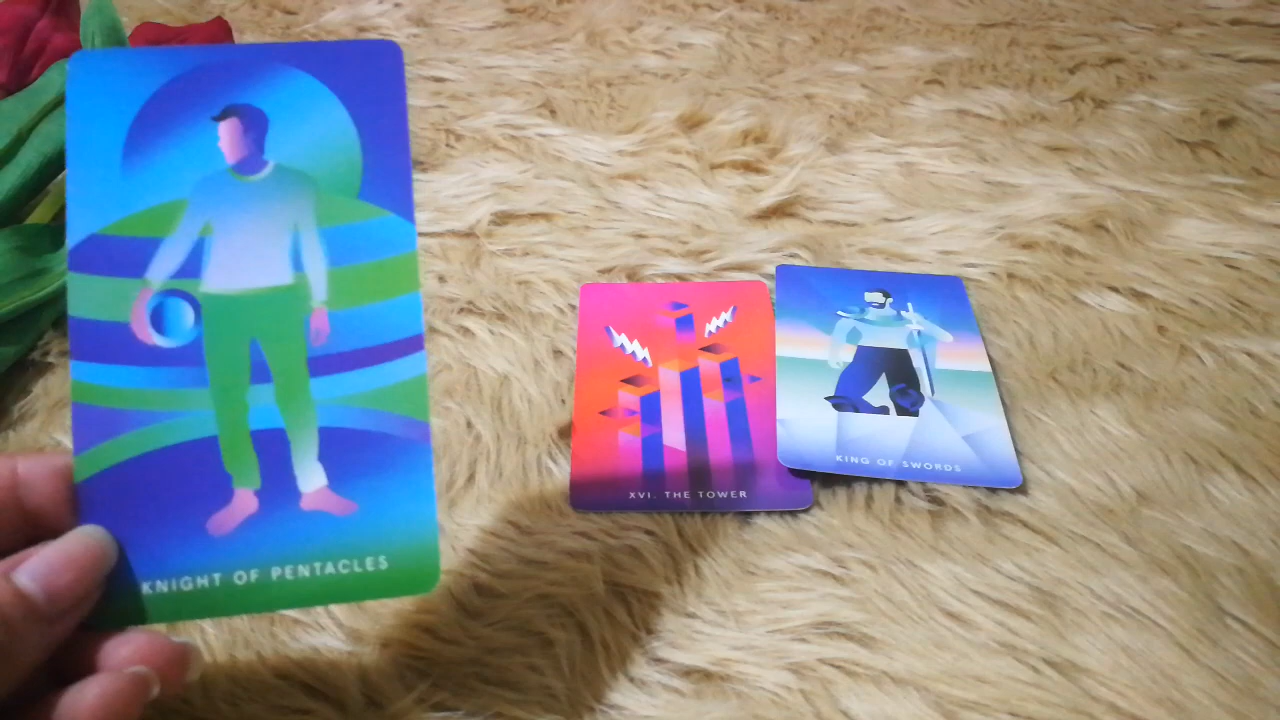 KNIGHT OF PENTACLES
XVI. THE TOWER
KING OF SWORDS